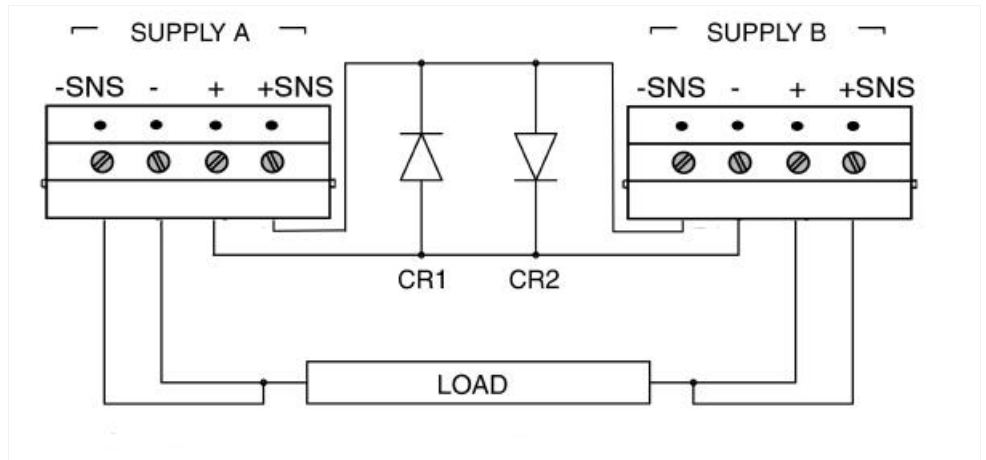 SUPPLY A SUPPLY B
-SNS - + +SNS -SNS - + +SNS
CR1 CR2
LOAD